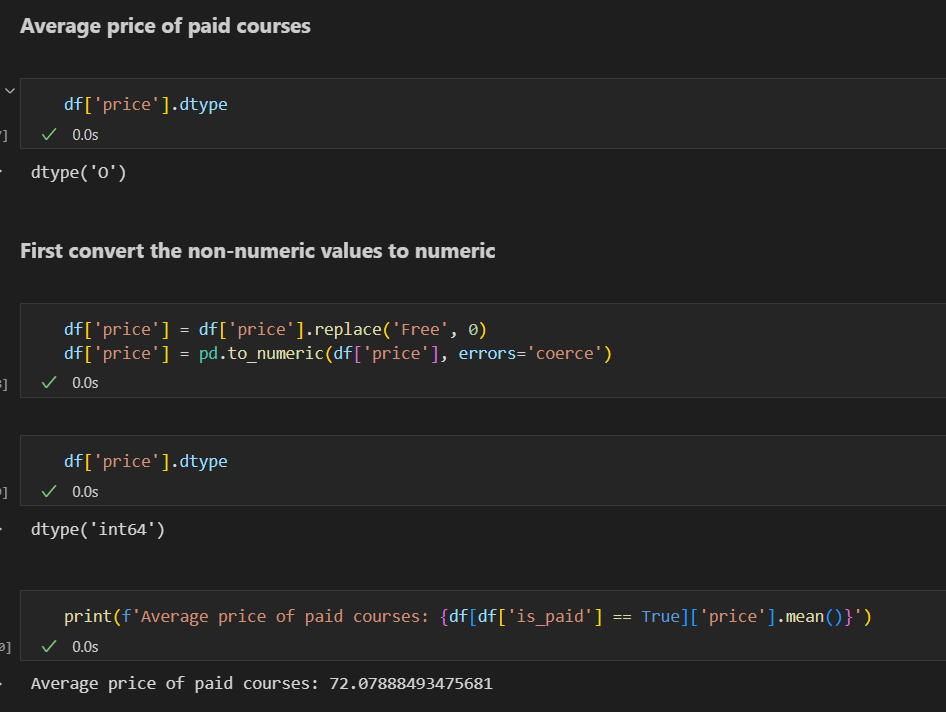 Average price of paid courses
df['price'].dtype
0.0s
dtype('O')
First convert the non-numeric values to numeric
df['price'] = df['price'].replace('Free', 0)
df['price'] = pd.to_numeric(df['price'], errors='coerce')
0.0s
df['price'].dtype
0.0s
dtype('int64')
print(f'Average price of paid courses: {df[df['is_paid'] == True]['price'].mean()}')
0.0s
Average price of paid courses: 72.07888493475681